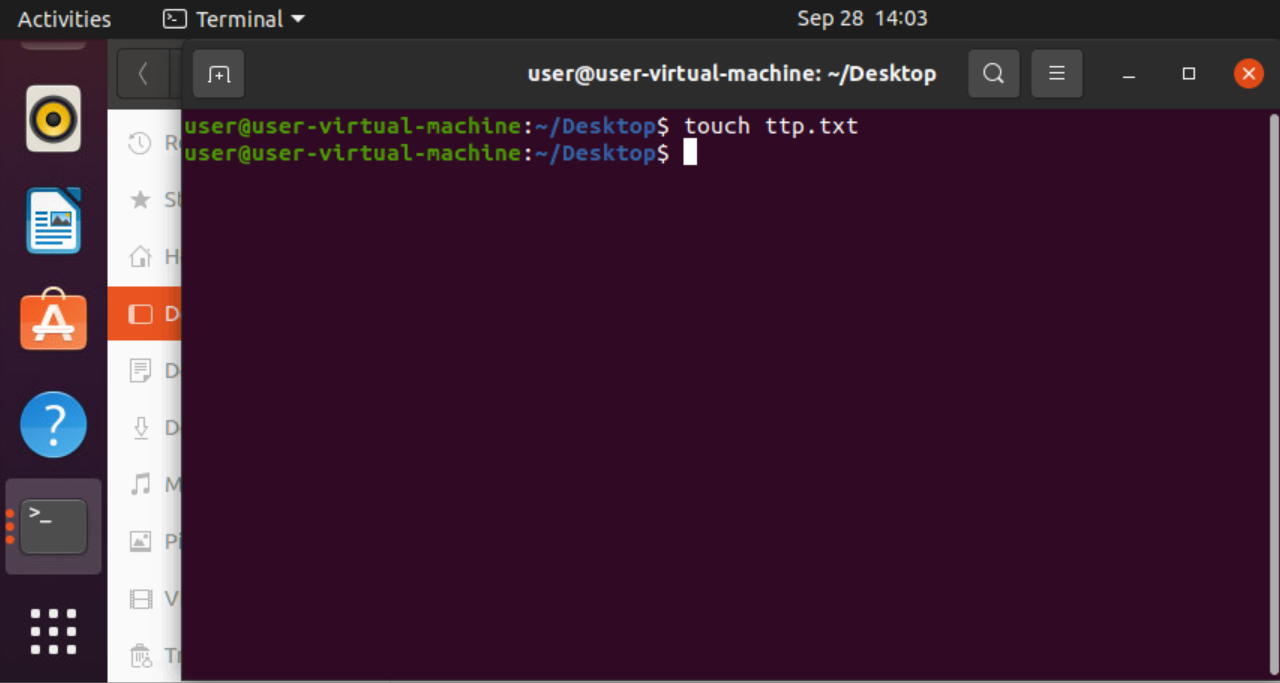 Activities
Terminal
Sep 28 14:03
user@user-virtual-machine: ~/Desktop
user@user-virtual-machine:~/Desktop$ touch ttp.txt
user@user-virtual-machine:~/Desktop$
>_
?